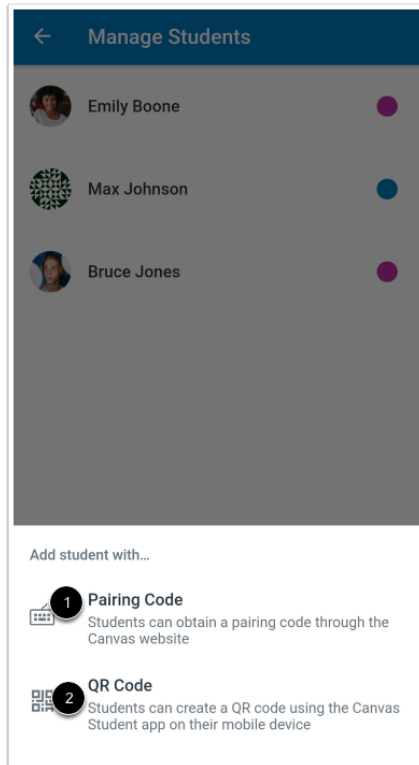 Manage Students
Emily Boone
Max Johnson
Bruce Jones
Add student with...
1 Pairing Code
Students can obtain a pairing code through the
Canvas website
QR Code
2 Students can create a QR code using the Canvas
Student app on their mobile device